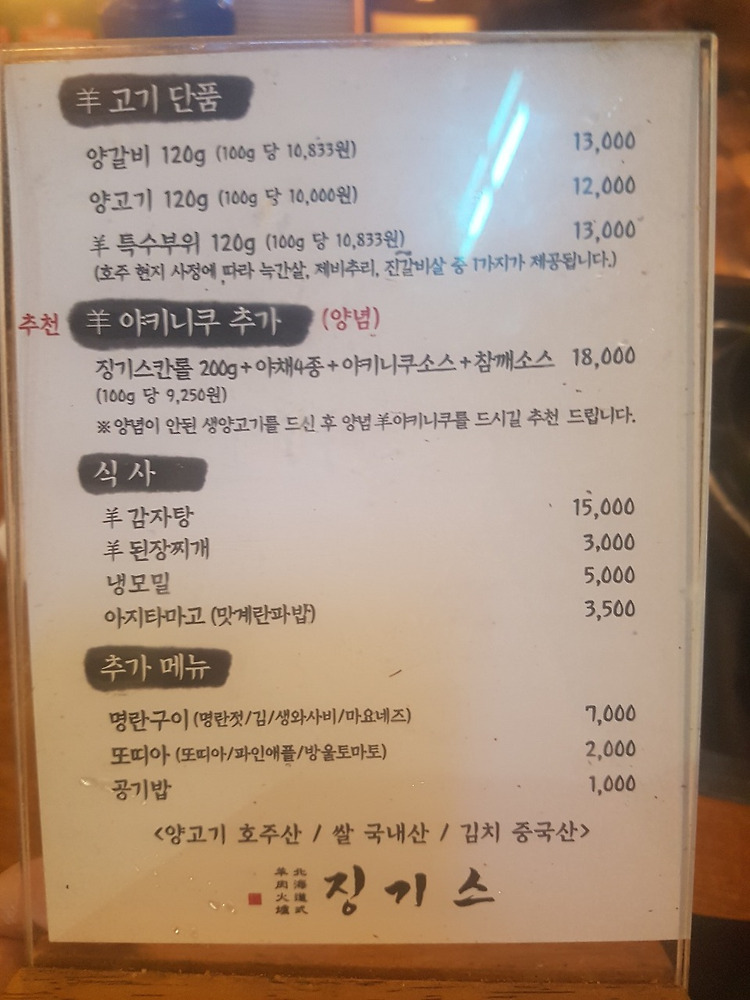 羊 고기 단품
양갈비 120g (100g 당 10,833원) 13,000
양고기 120g (100g 당 10,000원) 12,000
羊 특수부위 120g (100g 당 10,833원) 13,000
(호주 현지 사정에 따라 늑간살, 제비추리, 진갈비살 중 1가지가 제공됩니다.)
추천 羊 야키니쿠 추가 (양념)
징기스칸롤 200g+야채4종+야키니쿠소스+참깨소스 18,000
(100g 당 9,250원)
※양념이 안된 생양고기를 드신 후 양념羊야키니쿠를 드시길 추천 드립니다.
식사
羊 감자탕 15,000
羊 된장찌개 3,000
냉모밀 5,000
아지타마고 (맛계란파밥) 3,500
추가 메뉴
명란구이 (명란젓/김/생와사비/마요네즈) 7,000
또띠아 (또띠아/파인애플/방울토마토) 2,000
공기밥 1,000
<양고기 호주산 / 쌀 국내산 / 김치 중국산>
北海道式
羊肉火爐
징기스